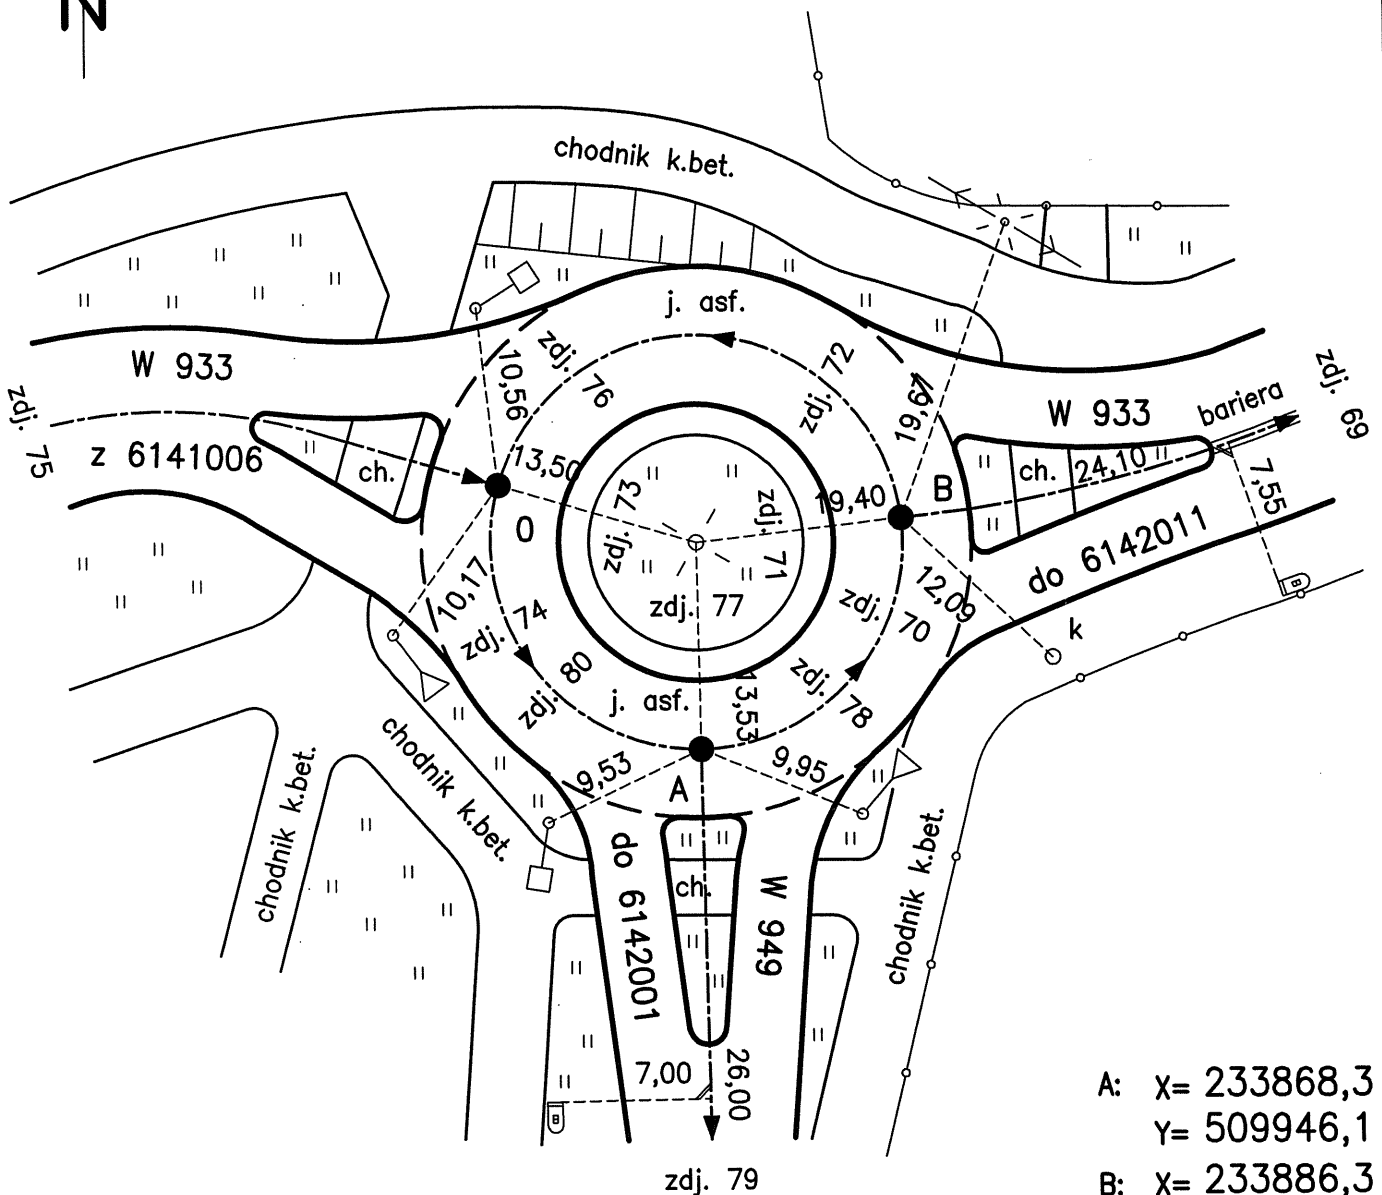 N
chodnik k.bet.
j. asf.
W 933
zdj. 75
z 6141006
ch.
10,56
zdj. 76
13,50
O
zdj. 73
zdj. 71
zdj. 77
zdj. 72
19,67
19,40
B
W 933
bariera
zdj. 69
ch.
24,10
7,55
do 6142011
B
12,09
zdj. 70
k
10,17
zdj. 74
zdj. 80
j. asf.
13,53
zdj. 78
9,53
A
9,95
chodnik k.bet.
chodnik k.bet.
do 6142001
ch.
W 949
chodnik k.bet.
7,00
26,00
B
zdj. 79
A: X= 233868,3
Y= 509946,1
B: X= 233886,3